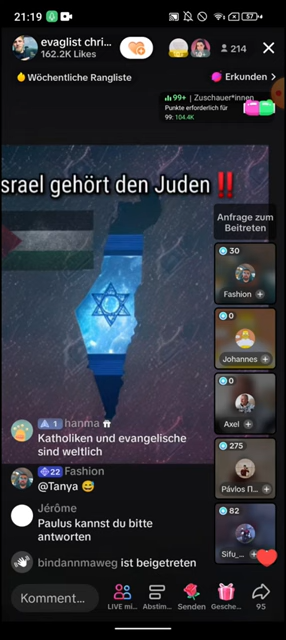 21:19
57
evaglist chri...
162.2K Likes
214
Wöchentliche Rangliste
Erkunden
99+ | Zuschauer*innen
Punkte erforderlich für
99: 104.4K
srael gehört den Juden ‼️
Anfrage zum
Beitreten
30
Fashion +
0
Johannes +
0
Axel +
275
Pávlos Π... +
82
Sifu_...
1 hanma
Katholiken und evangelische
sind weltlich
22 Fashion
@Tanya 😅
Jérôme
Paulus kannst du bitte
antworten
bindannmaweg ist beigetreten
Komment...
LIVE mi...
Abstim...
Senden
Gesche...
95